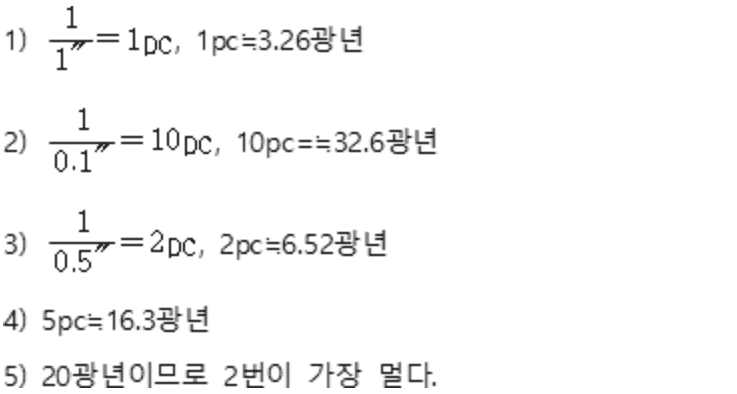 1) 1/1″=1pc, 1pc≒3.26광년
2) 1/0.1″=10pc, 10pc=≒32.6광년
3) 1/0.5″=2pc, 2pc≒6.52광년
4) 5pc≒16.3광년
5) 20광년이므로 2번이 가장 멀다.